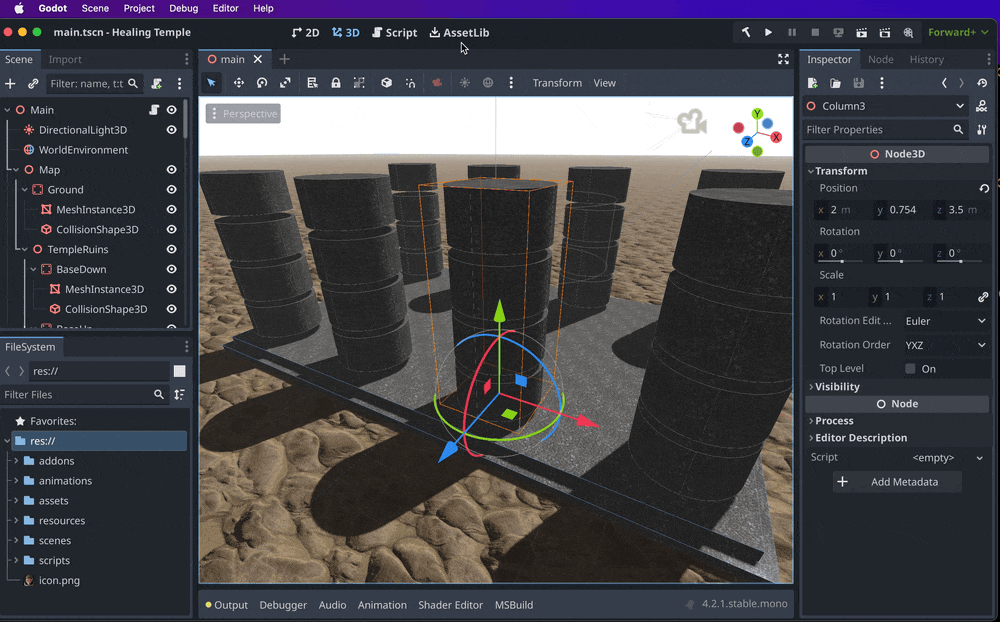 Godot Scene Project Debug Editor Help
main.tscn - Healing Temple
2D 3D Script AssetLib
Forward+
Scene Import
main
Inspector Node History
Filter: name, t:t
Transform View
Main
DirectionalLight3D
WorldEnvironment
Map
Ground
MeshInstance3D
CollisionShape3D
TempleRuins
BaseDown
MeshInstance3D
CollisionShape3D
FileSystem
res://
Filter Files
Favorites:
res://
addons
animations
assets
resources
scenes
scripts
icon.png
Perspective
Y
X
Z
Output Debugger Audio Animation Shader Editor MSBuild
4.2.1.stable.mono
Column3
Filter Properties
Node3D
Transform
Position
x 2 m y 0.754 z 3.5 m
Rotation
x 0° y 0° z 0°
Scale
x 1 y 1 z 1
Rotation Edit ... Euler
Rotation Order YXZ
Top Level On
Visibility
Node
Process
Editor Description
Script <empty>
Add Metadata